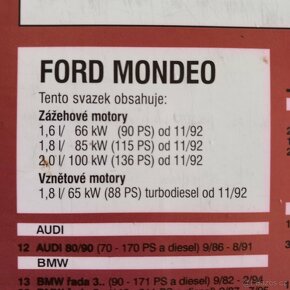 FORD MONDEO
Tento svazek obsahuje:
Zážehové motory
1,6 l/ 66 kW (90 PS) od 11/92
1,8 l/ 85 kW (115 PS) od 11/92
2,0 l/ 100 kW (136 PS) od 11/92
Vznětové motory
1,8 l/ 65 kW (88 PS) turbodiesel od 11/92
AUDI
12 AUDI 80/90 (70 - 170 PS a diesel) 9/86 - 8/91
BMW
13 BMW řada 3.. (90 - 171 PS a diesel) 9/82 - 2/94